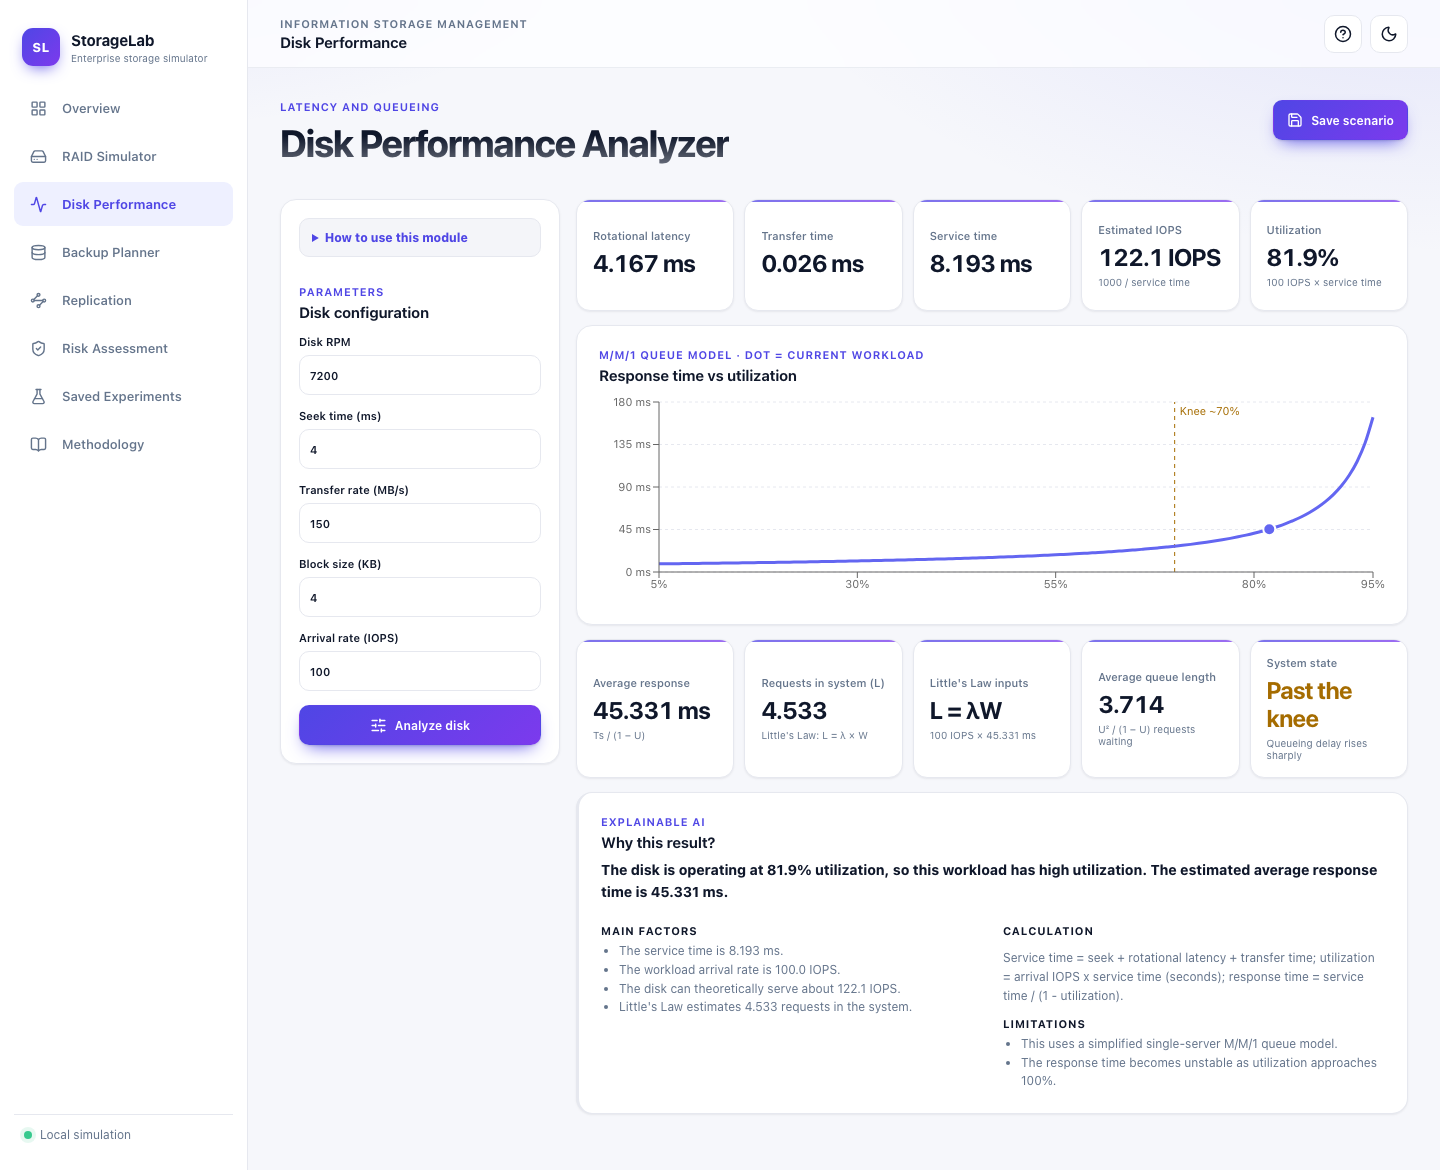 SL
StorageLab
Enterprise storage simulator
Overview
RAID Simulator
Disk Performance
Backup Planner
Replication
Risk Assessment
Saved Experiments
Methodology
Local simulation
INFORMATION STORAGE MANAGEMENT
Disk Performance
LATENCY AND QUEUEING
Disk Performance Analyzer
Save scenario
How to use this module
PARAMETERS
Disk configuration
Disk RPM
7200
Seek time (ms)
4
Transfer rate (MB/s)
150
Block size (KB)
4
Arrival rate (IOPS)
100
Analyze disk
Rotational latency
4.167 ms
Transfer time
0.026 ms
Service time
8.193 ms
Estimated IOPS
122.1 IOPS
1000 / service time
Utilization
81.9%
100 IOPS × service time
M/M/1 QUEUE MODEL · DOT = CURRENT WORKLOAD
Response time vs utilization
180 ms
135 ms
90 ms
45 ms
0 ms
Knee ~70%
5%
30%
55%
80%
95%
Average response
45.331 ms
Ts / (1 − U)
Requests in system (L)
4.533
Little's Law: L = λ × W
Little's Law inputs
L = λW
100 IOPS × 45.331 ms
Average queue length
3.714
U² / (1 − U) requests
waiting
System state
Past the
knee
Queueing delay rises
sharply
EXPLAINABLE AI
Why this result?
The disk is operating at 81.9% utilization, so this workload has high utilization. The estimated average response
time is 45.331 ms.
MAIN FACTORS
• The service time is 8.193 ms.
• The workload arrival rate is 100.0 IOPS.
• The disk can theoretically serve about 122.1 IOPS.
• Little's Law estimates 4.533 requests in the system.
CALCULATION
Service time = seek + rotational latency + transfer time; utilization
= arrival IOPS x service time (seconds); response time = service
time / (1 - utilization).
LIMITATIONS
• This uses a simplified single-server M/M/1 queue model.
• The response time becomes unstable as utilization approaches
100%.